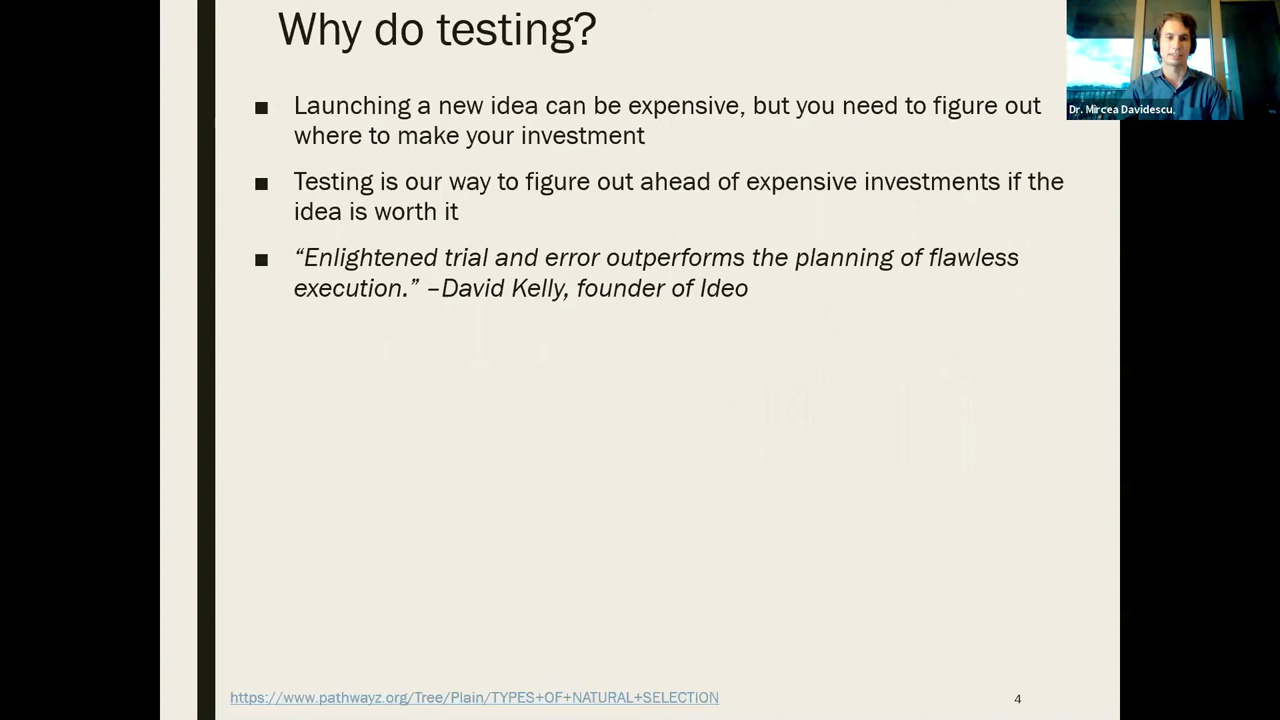 Why do testing?
■ Launching a new idea can be expensive, but you need to figure out
where to make your investment
■ Testing is our way to figure out ahead of expensive investments if the
idea is worth it
■ “Enlightened trial and error outperforms the planning of flawless
execution.” –David Kelly, founder of Ideo
Dr. Mircea Davidescu,
https://www.pathwayz.org/Tree/Plain/TYPES+OF+NATURAL+SELECTION
4